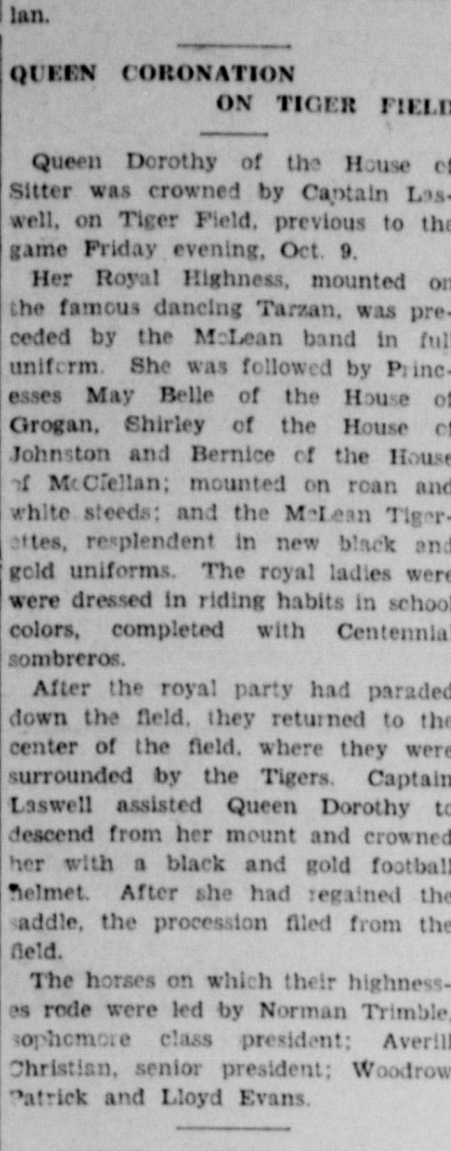 lan.
QUEEN CORONATION
ON TIGER FIELD
Queen Dorothy of the House of
Sitter was crowned by Captain Las-
well, on Tiger Field, previous to the
game Friday evening, Oct. 9.
Her Royal Highness, mounted on
the famous dancing Tarzan, was pre-
ceded by the McLean band in full
uniform. She was followed by Princ-
esses May Belle of the House of
Grogan, Shirley of the House of
Johnston and Bernice of the House
of McClellan; mounted on roan and
white steeds; and the McLean Tiger-
ettes, resplendent in new black and
gold uniforms. The royal ladies were
were dressed in riding habits in school
colors, completed with Centennial
sombreros.
After the royal party had paraded
down the field, they returned to the
center of the field, where they were
surrounded by the Tigers. Captain
Laswell assisted Queen Dorothy to
descend from her mount and crowned
her with a black and gold football
helmet. After she had regained the
saddle, the procession filed from the
field.
The horses on which their highness-
es rode were led by Norman Trimble,
sophomore class president; Averill
Christian, senior president; Woodrow
Patrick and Lloyd Evans.